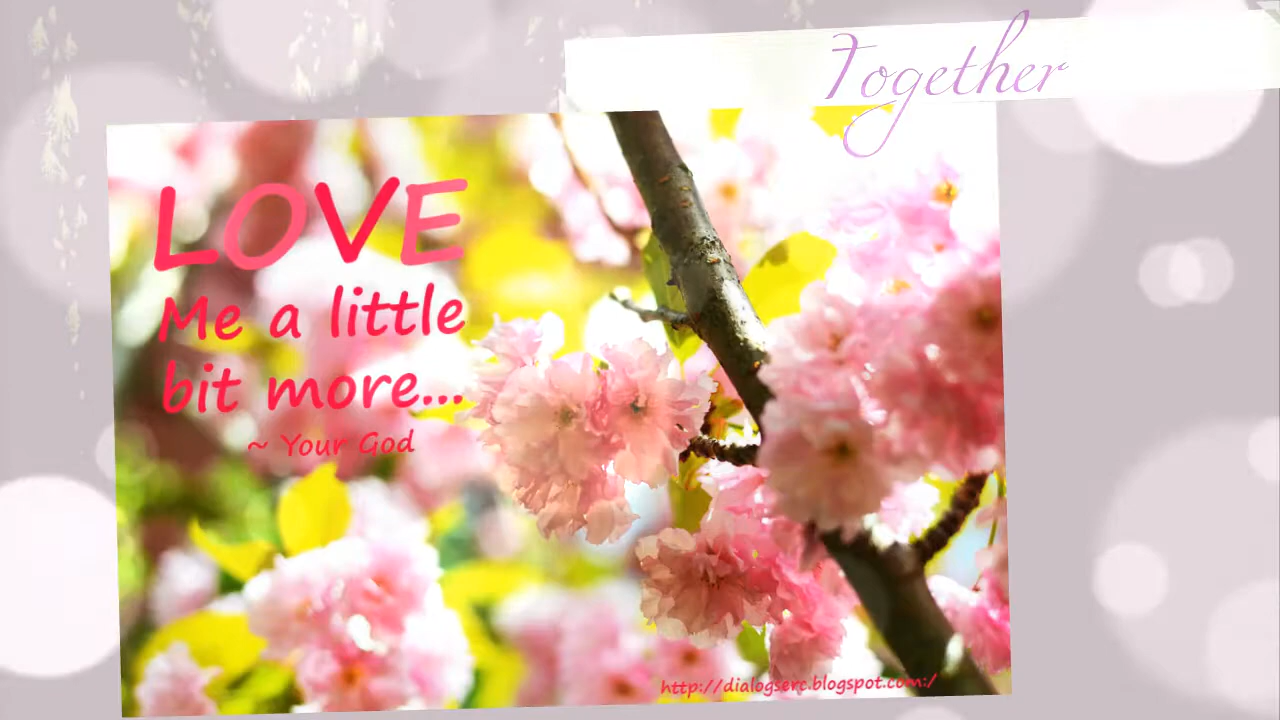 Together
LOVE
Me a little
bit more...
~ Your God
http://dialogserc.blogspot.com/